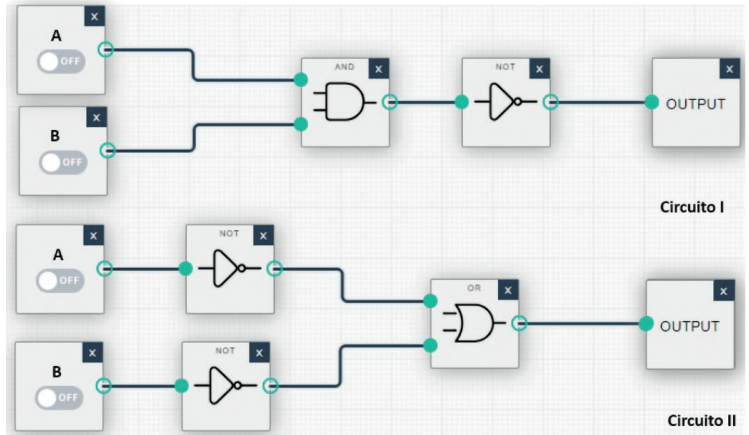 X
A
OFF
AND
X
NOT
X
X
OUTPUT
X
B
OFF
Circuito I
X
A
OFF
NOT
X
OR
X
X
OUTPUT
X
B
OFF
NOT
X
Circuito II